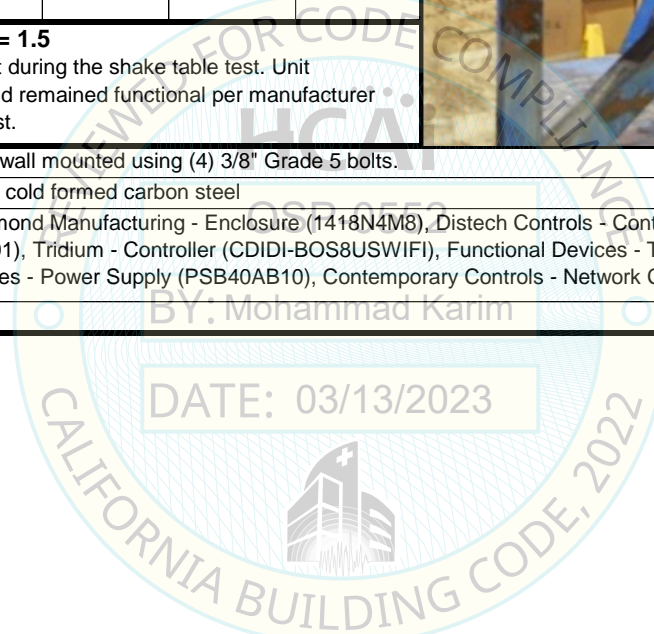 = 1.5
t during the shake table test. Unit
d remained functional per manufacturer
st.
wall mounted using (4) 3/8" Grade 5 bolts.
cold formed carbon steel
mond Manufacturing - Enclosure (1418N4M8), Distech Controls - Cont
01), Tridium - Controller (CDIDI-BOS8USWIFI), Functional Devices - T
es - Power Supply (PSB40AB10), Contemporary Controls - Network C
REVIEWED FOR CODE COMPLIANCE
HCAI
OSP-0552
BY: Mohammad Karim
DATE: 03/13/2023
CALIFORNIA BUILDING CODE, 2022